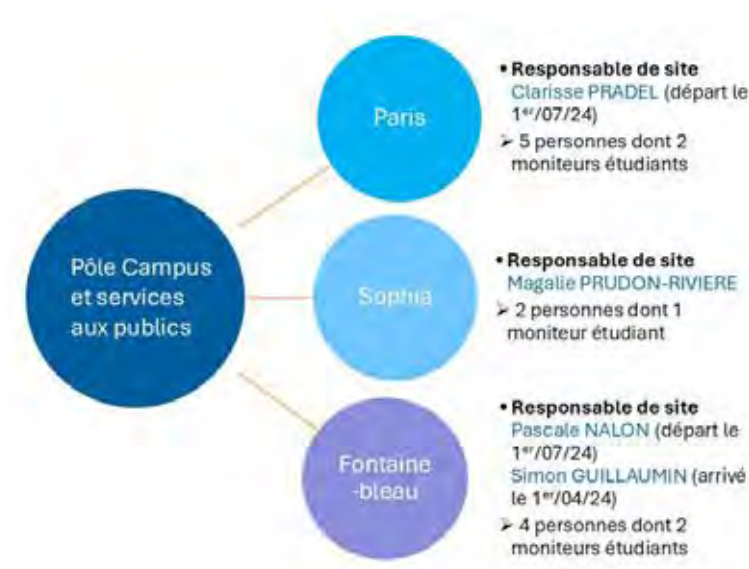 Pôle Campus
et services
aux publics
Paris
• Responsable de site
Clarisse PRADEL (départ le
1er/07/24)
➢ 5 personnes dont 2
moniteurs étudiants
Sophia
• Responsable de site
Magalie PRUDON-RIVIERE
➢ 2 personnes dont 1
moniteur étudiant
Fontaine
-bleau
• Responsable de site
Pascale NALON (départ le
1er/07/24)
Simon GUILLAUMIN (arrivé
le 1er/04/24)
➢ 4 personnes dont 2
moniteurs étudiants